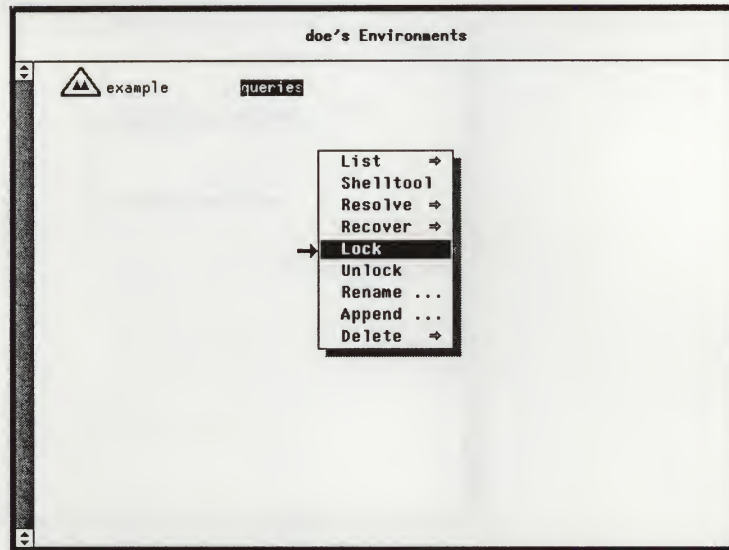 doe's Environments
example queries
List ⇒
Shelltool
Resolve ⇒
Recover ⇒
Lock
Unlock
Rename ...
Append ...
Delete ⇒